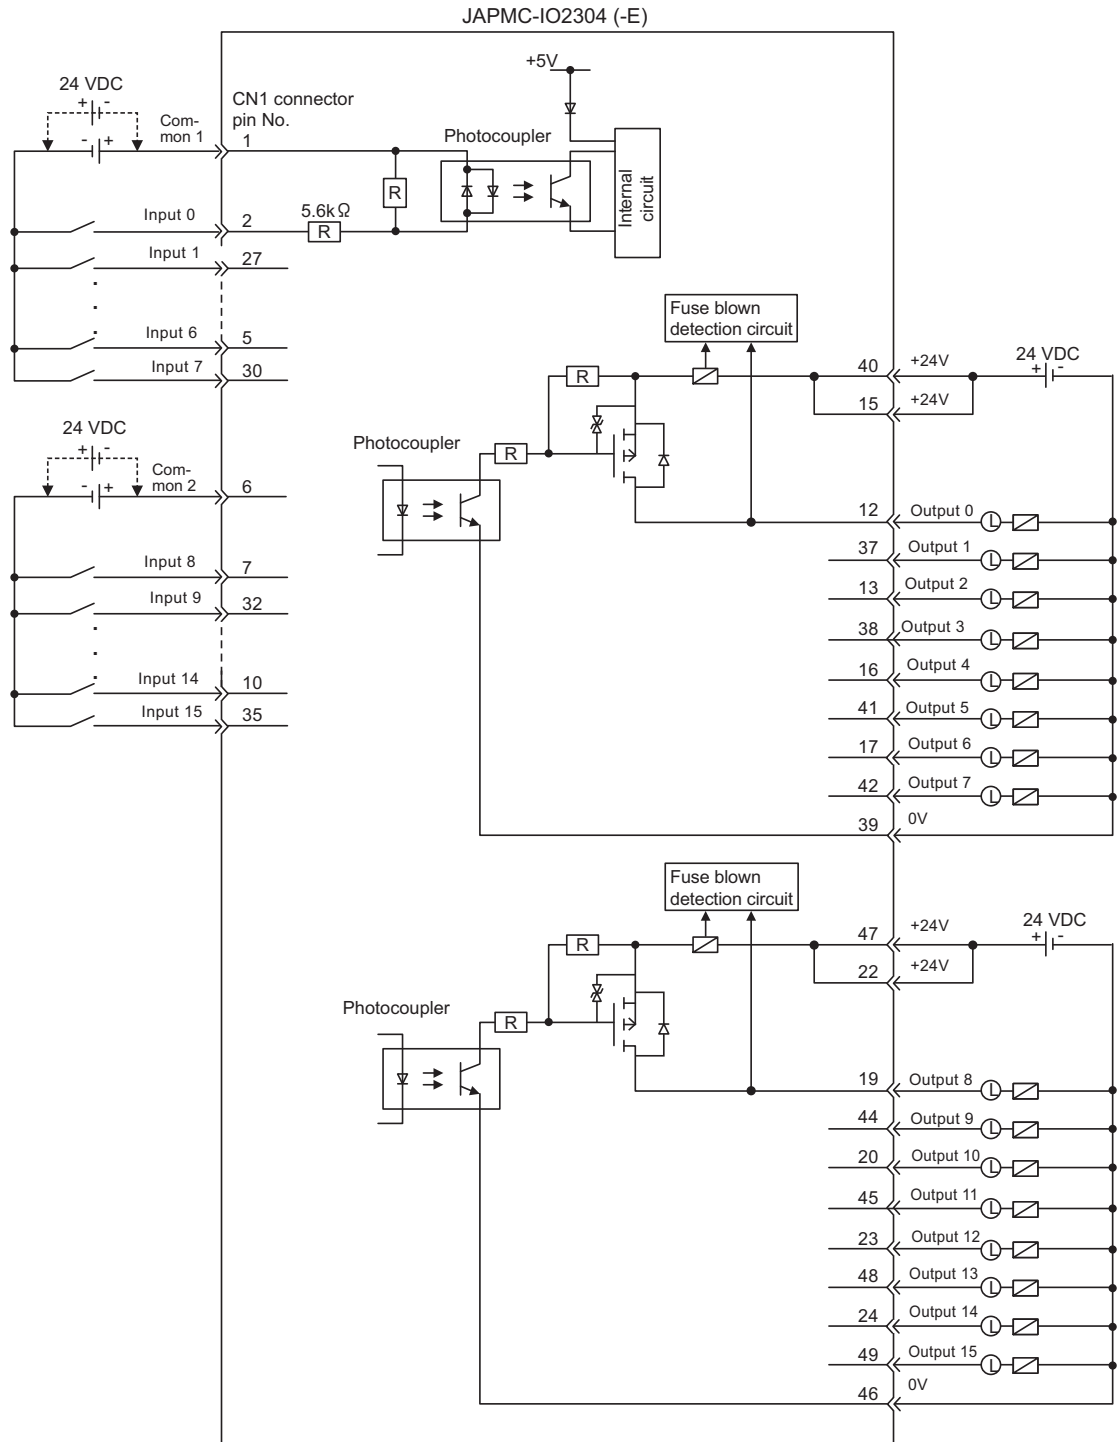 JAPMC-IO2304 (-E)
+5V
24 VDC
+ -
- +
Com-
mon 1
CN1 connector
pin No.
1
Photocoupler
Internal
circuit
R
Input 0
2
5.6kΩ
R
Input 1
27
Input 6
5
Input 7
30
24 VDC
+ -
- +
Com-
mon 2
6
Input 8
7
Input 9
32
Input 14
10
Input 15
35
Fuse blown
detection circuit
R
40
+24V
24 VDC
+ -
15
+24V
Photocoupler
R
12
Output 0
L
37
Output 1
L
13
Output 2
L
38
Output 3
L
16
Output 4
L
41
Output 5
L
17
Output 6
L
42
Output 7
L
39
0V
Fuse blown
detection circuit
R
47
+24V
24 VDC
+ -
22
+24V
Photocoupler
R
19
Output 8
L
44
Output 9
L
20
Output 10
L
45
Output 11
L
23
Output 12
L
48
Output 13
L
24
Output 14
L
49
Output 15
L
46
0V